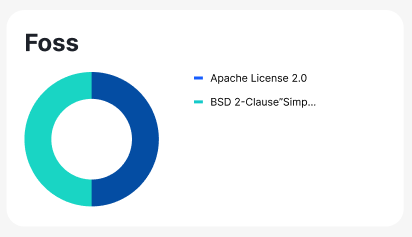 Foss
Apache License 2.0
BSD 2-Clause"Simp...